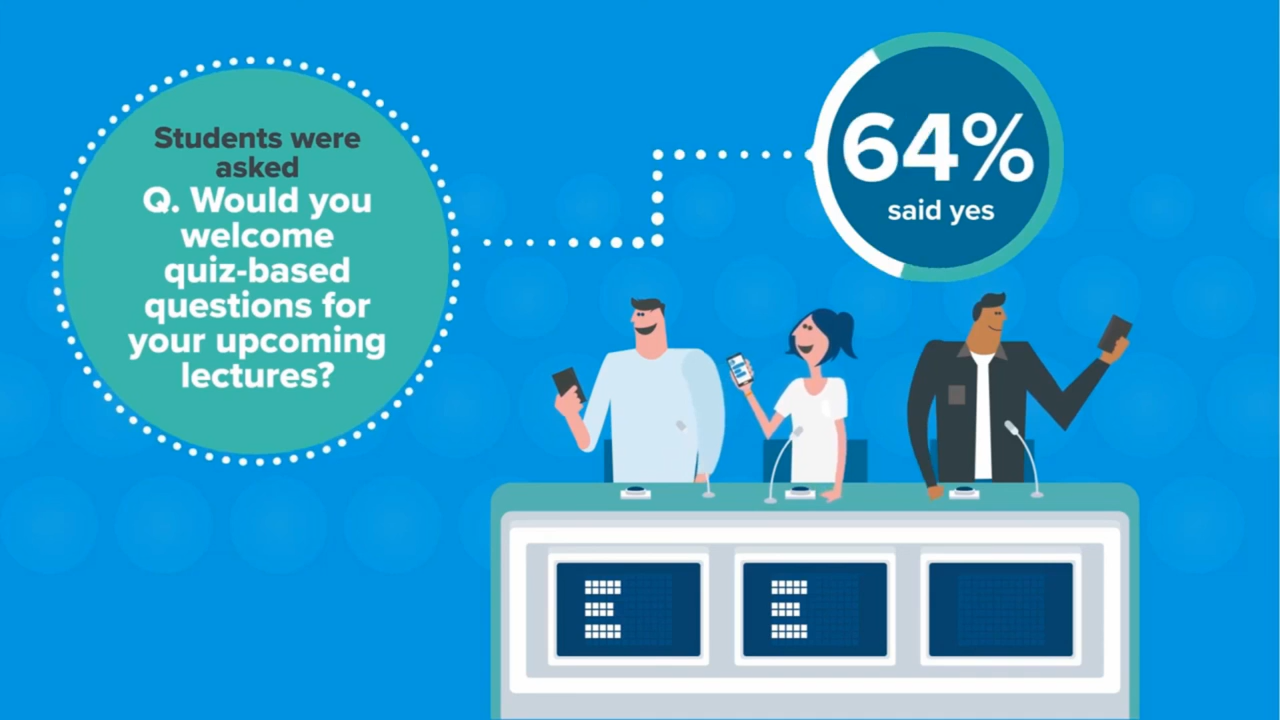 Students were
asked
Q. Would you
welcome
quiz-based
questions for
your upcoming
lectures?
64%
said yes